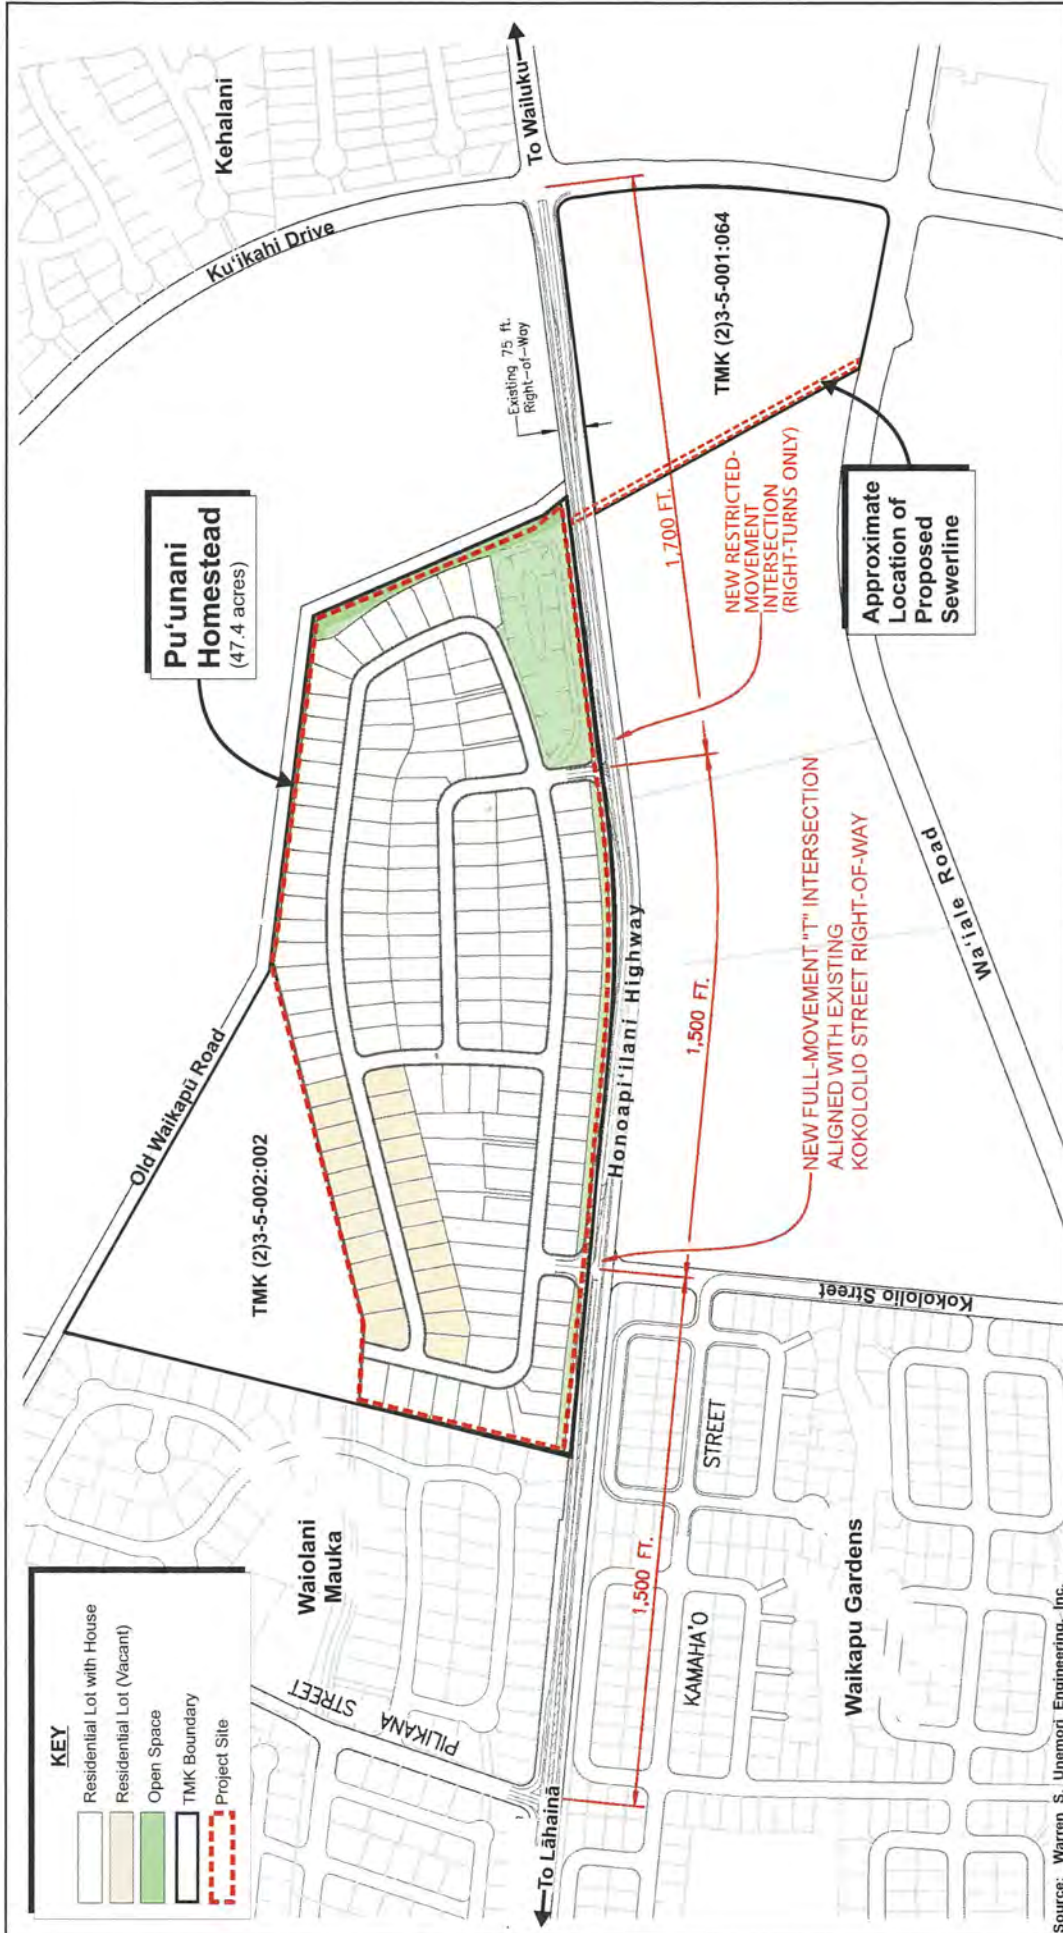 KEY
Residential Lot with House
Residential Lot (Vacant)
Open Space
TMK Boundary
Project Site
Pu‘unani
Homestead
(47.4 acres)
Kehalani
Ku‘ikahi Drive
To Wailuku
Old Waikapū Road
TMK (2)3-5-002:002
Existing 75 ft.
Right-of-Way
TMK (2)3-5-001:064
1,700 FT.
NEW RESTRICTED-
MOVEMENT
INTERSECTION
(RIGHT-TURNS ONLY)
Approximate
Location of
Proposed
Sewerline
Waiolani
Mauka
PILIKANA STREET
To Lāhainā
Honoapi‘ilani Highway
1,500 FT.
1,500 FT.
NEW FULL-MOVEMENT "T" INTERSECTION
ALIGNED WITH EXISTING
KOKOLOLIO STREET RIGHT-OF-WAY
Wa‘iale Road
Kokololio Street
KAMAHA'O STREET
Waikapu Gardens
Source: Warren S. Unemori Engineering, Inc.